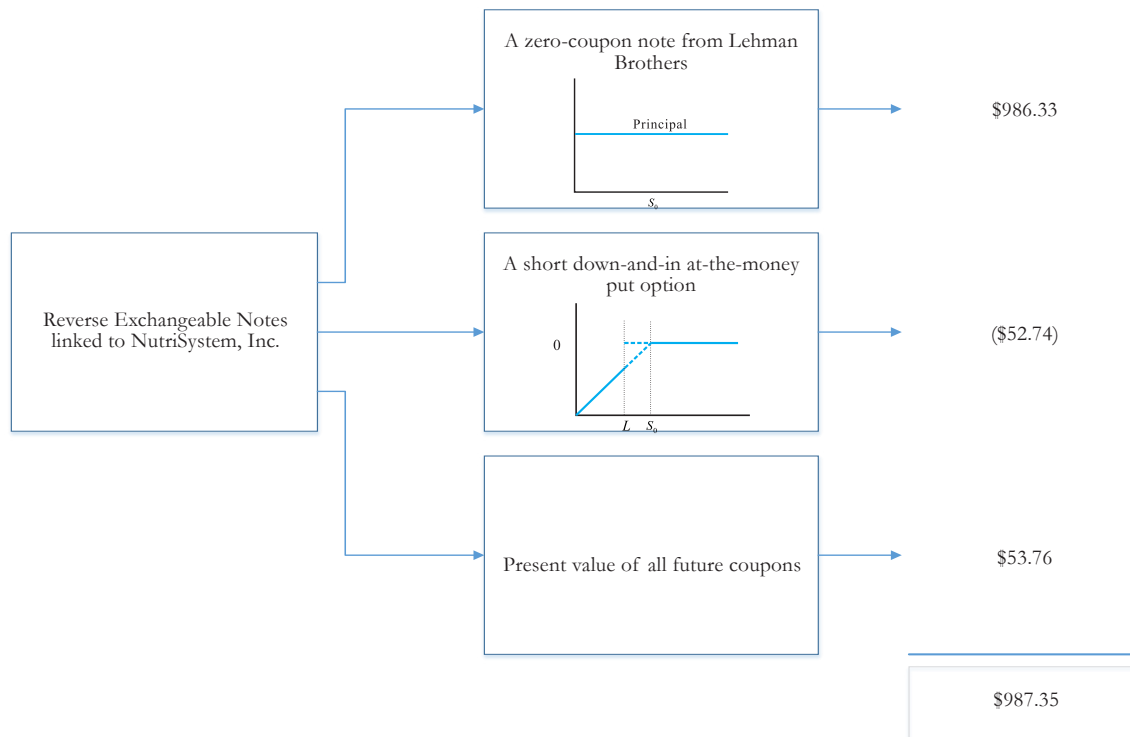 A zero-coupon note from Lehman
Brothers
Principal
S₀
$986.33
Reverse Exchangeable Notes
linked to NutriSystem, Inc.
A short down-and-in at-the-money
put option
0
L S₀
($52.74)
Present value of all future coupons
$53.76
$987.35